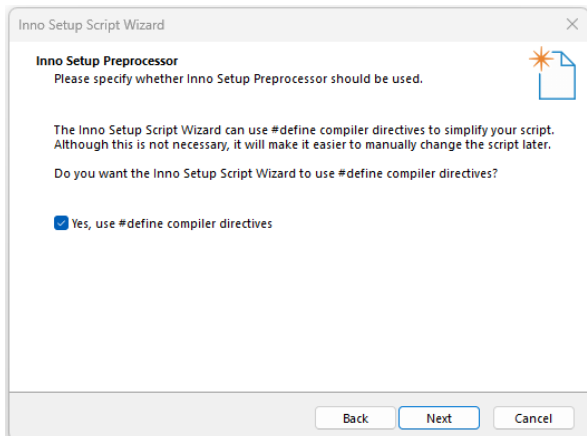 Inno Setup Script Wizard
Inno Setup Preprocessor
Please specify whether Inno Setup Preprocessor should be used.
The Inno Setup Script Wizard can use #define compiler directives to simplify your script.
Although this is not necessary, it will make it easier to manually change the script later.
Do you want the Inno Setup Script Wizard to use #define compiler directives?
Yes, use #define compiler directives
Back Next Cancel